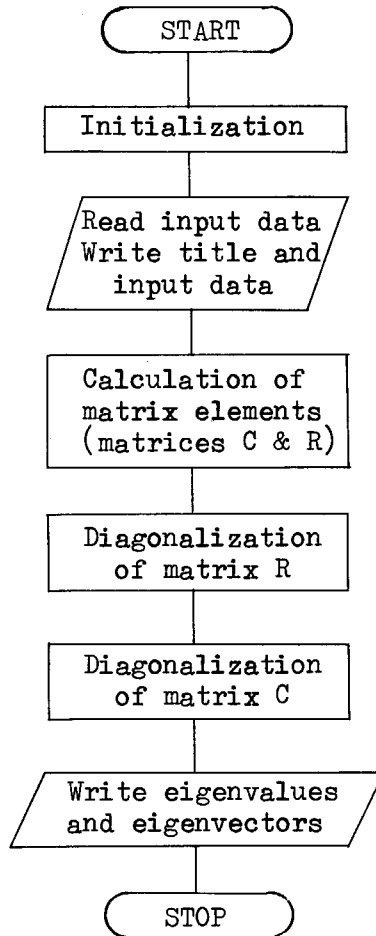 START
Initialization
Read input data
Write title and
input data
Calculation of
matrix elements
(matrices C & R)
Diagonalization
of matrix R
Diagonalization
of matrix C
Write eigenvalues
and eigenvectors
STOP